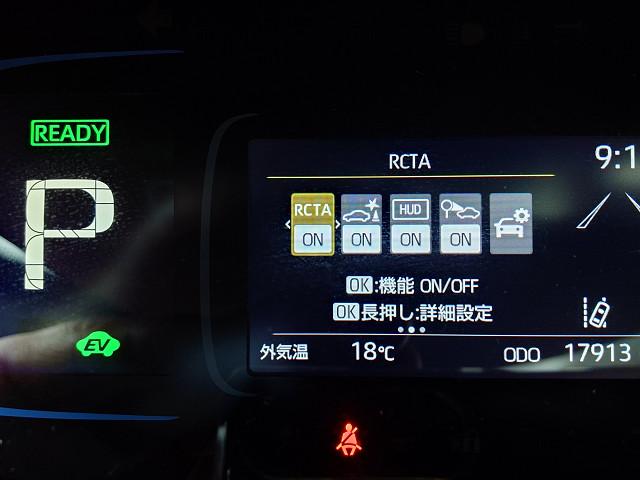 READY
P
EV
RCTA
9:1
RCTA
ON
ON
HUD
ON
ON
OK:機能 ON/OFF
OK長押し:詳細設定
外気温 18℃ ODO 17913